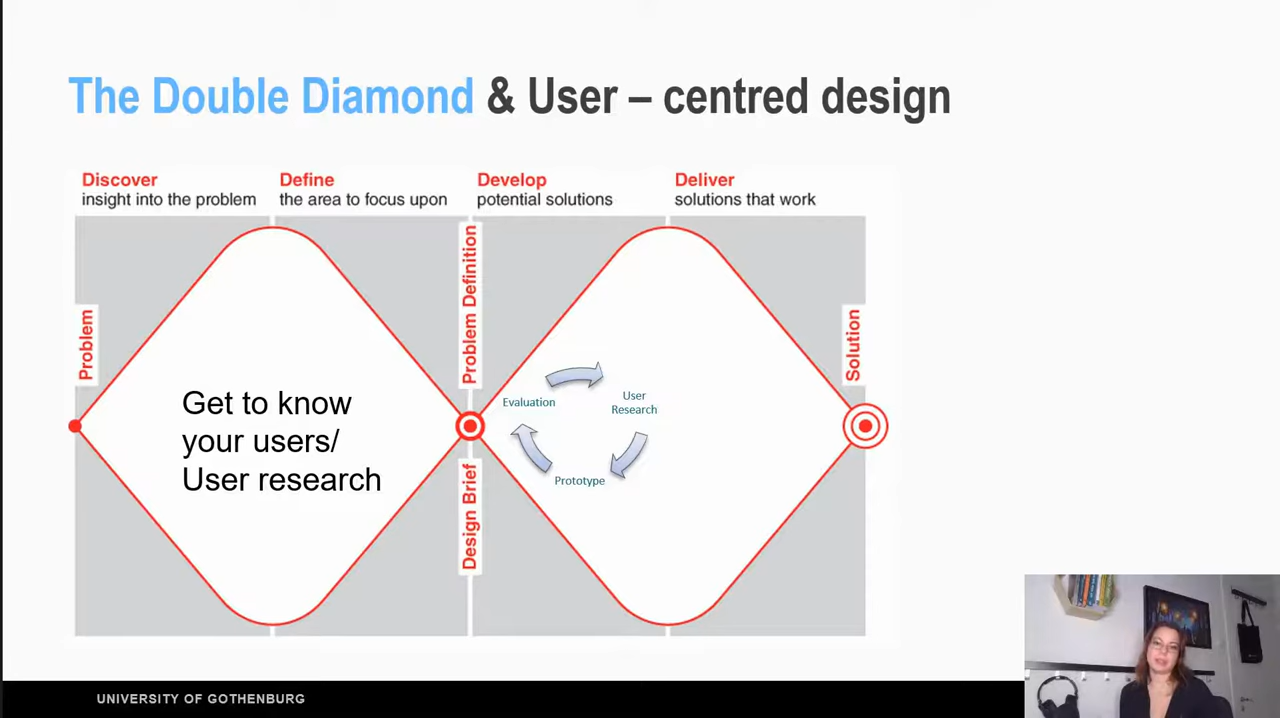 The Double Diamond & User – centred design
Discover
insight into the problem
Define
the area to focus upon
Develop
potential solutions
Deliver
solutions that work
Problem
Get to know
your users/
User research
Problem Definition
Design Brief
Evaluation
User
Research
Prototype
Solution
UNIVERSITY OF GOTHENBURG